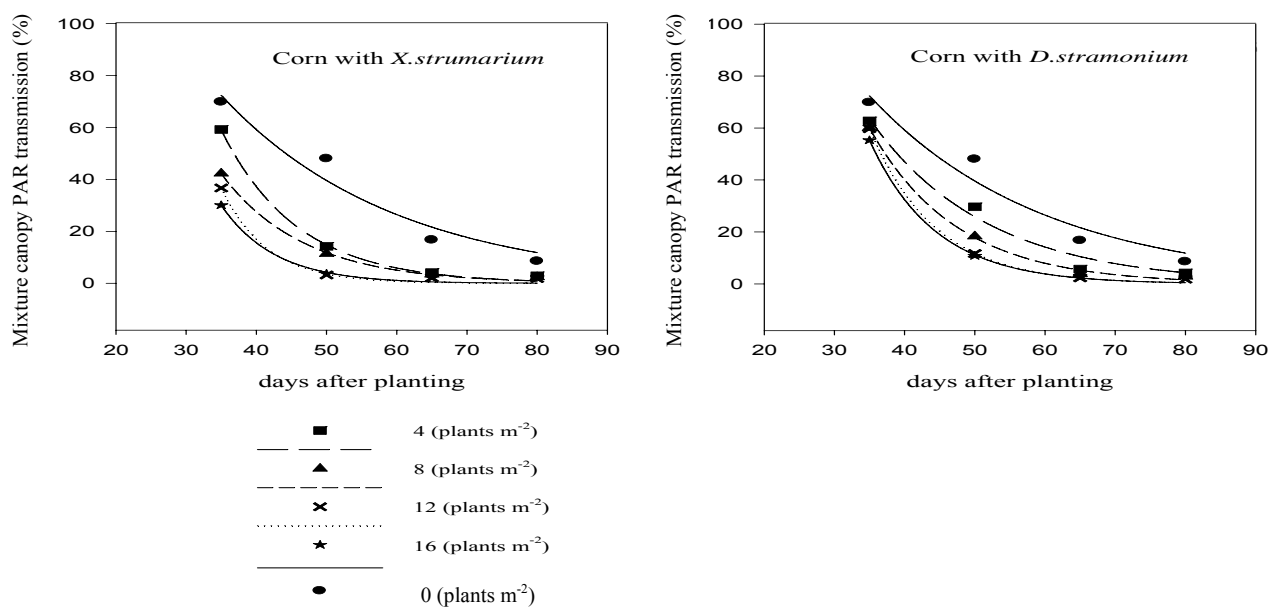 Mixture canopy PAR transmission (%)
100
80
60
40
20
0
Corn with X.strumarium
20 30 40 50 60 70 80 90
days after planting
Mixture canopy PAR transmission (%)
100
80
60
40
20
0
Corn with D.stramonium
20 30 40 50 60 70 80 90
days after planting
4 (plants m⁻²)
8 (plants m⁻²)
12 (plants m⁻²)
16 (plants m⁻²)
0 (plants m⁻²)